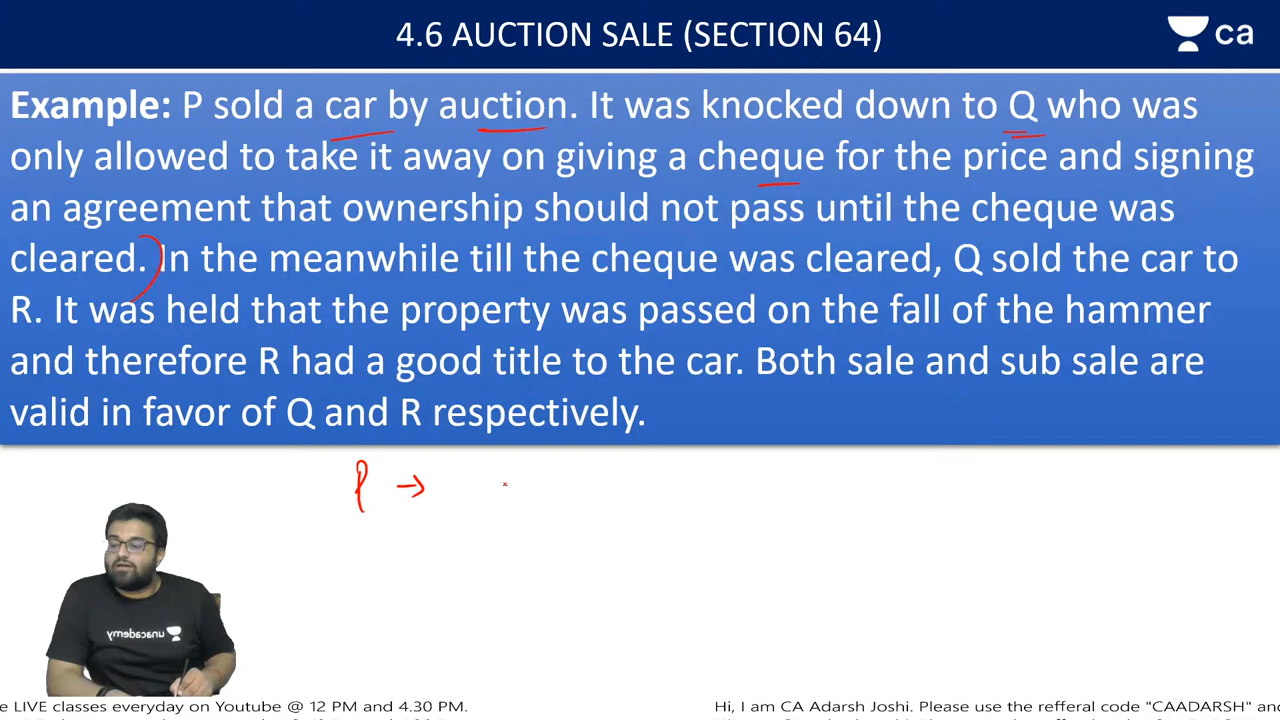 4.6 AUCTION SALE (SECTION 64)
ca
Example: P sold a car by auction. It was knocked down to Q who was
only allowed to take it away on giving a cheque for the price and signing
an agreement that ownership should not pass until the cheque was
cleared. In the meanwhile till the cheque was cleared, Q sold the car to
R. It was held that the property was passed on the fall of the hammer
and therefore R had a good title to the car. Both sale and sub sale are
valid in favor of Q and R respectively.
P →
unacademy
e LIVE classes everyday on Youtube @ 12 PM and 4.30 PM.
Hi, I am CA Adarsh Joshi. Please use the refferal code "CAADARSH" and